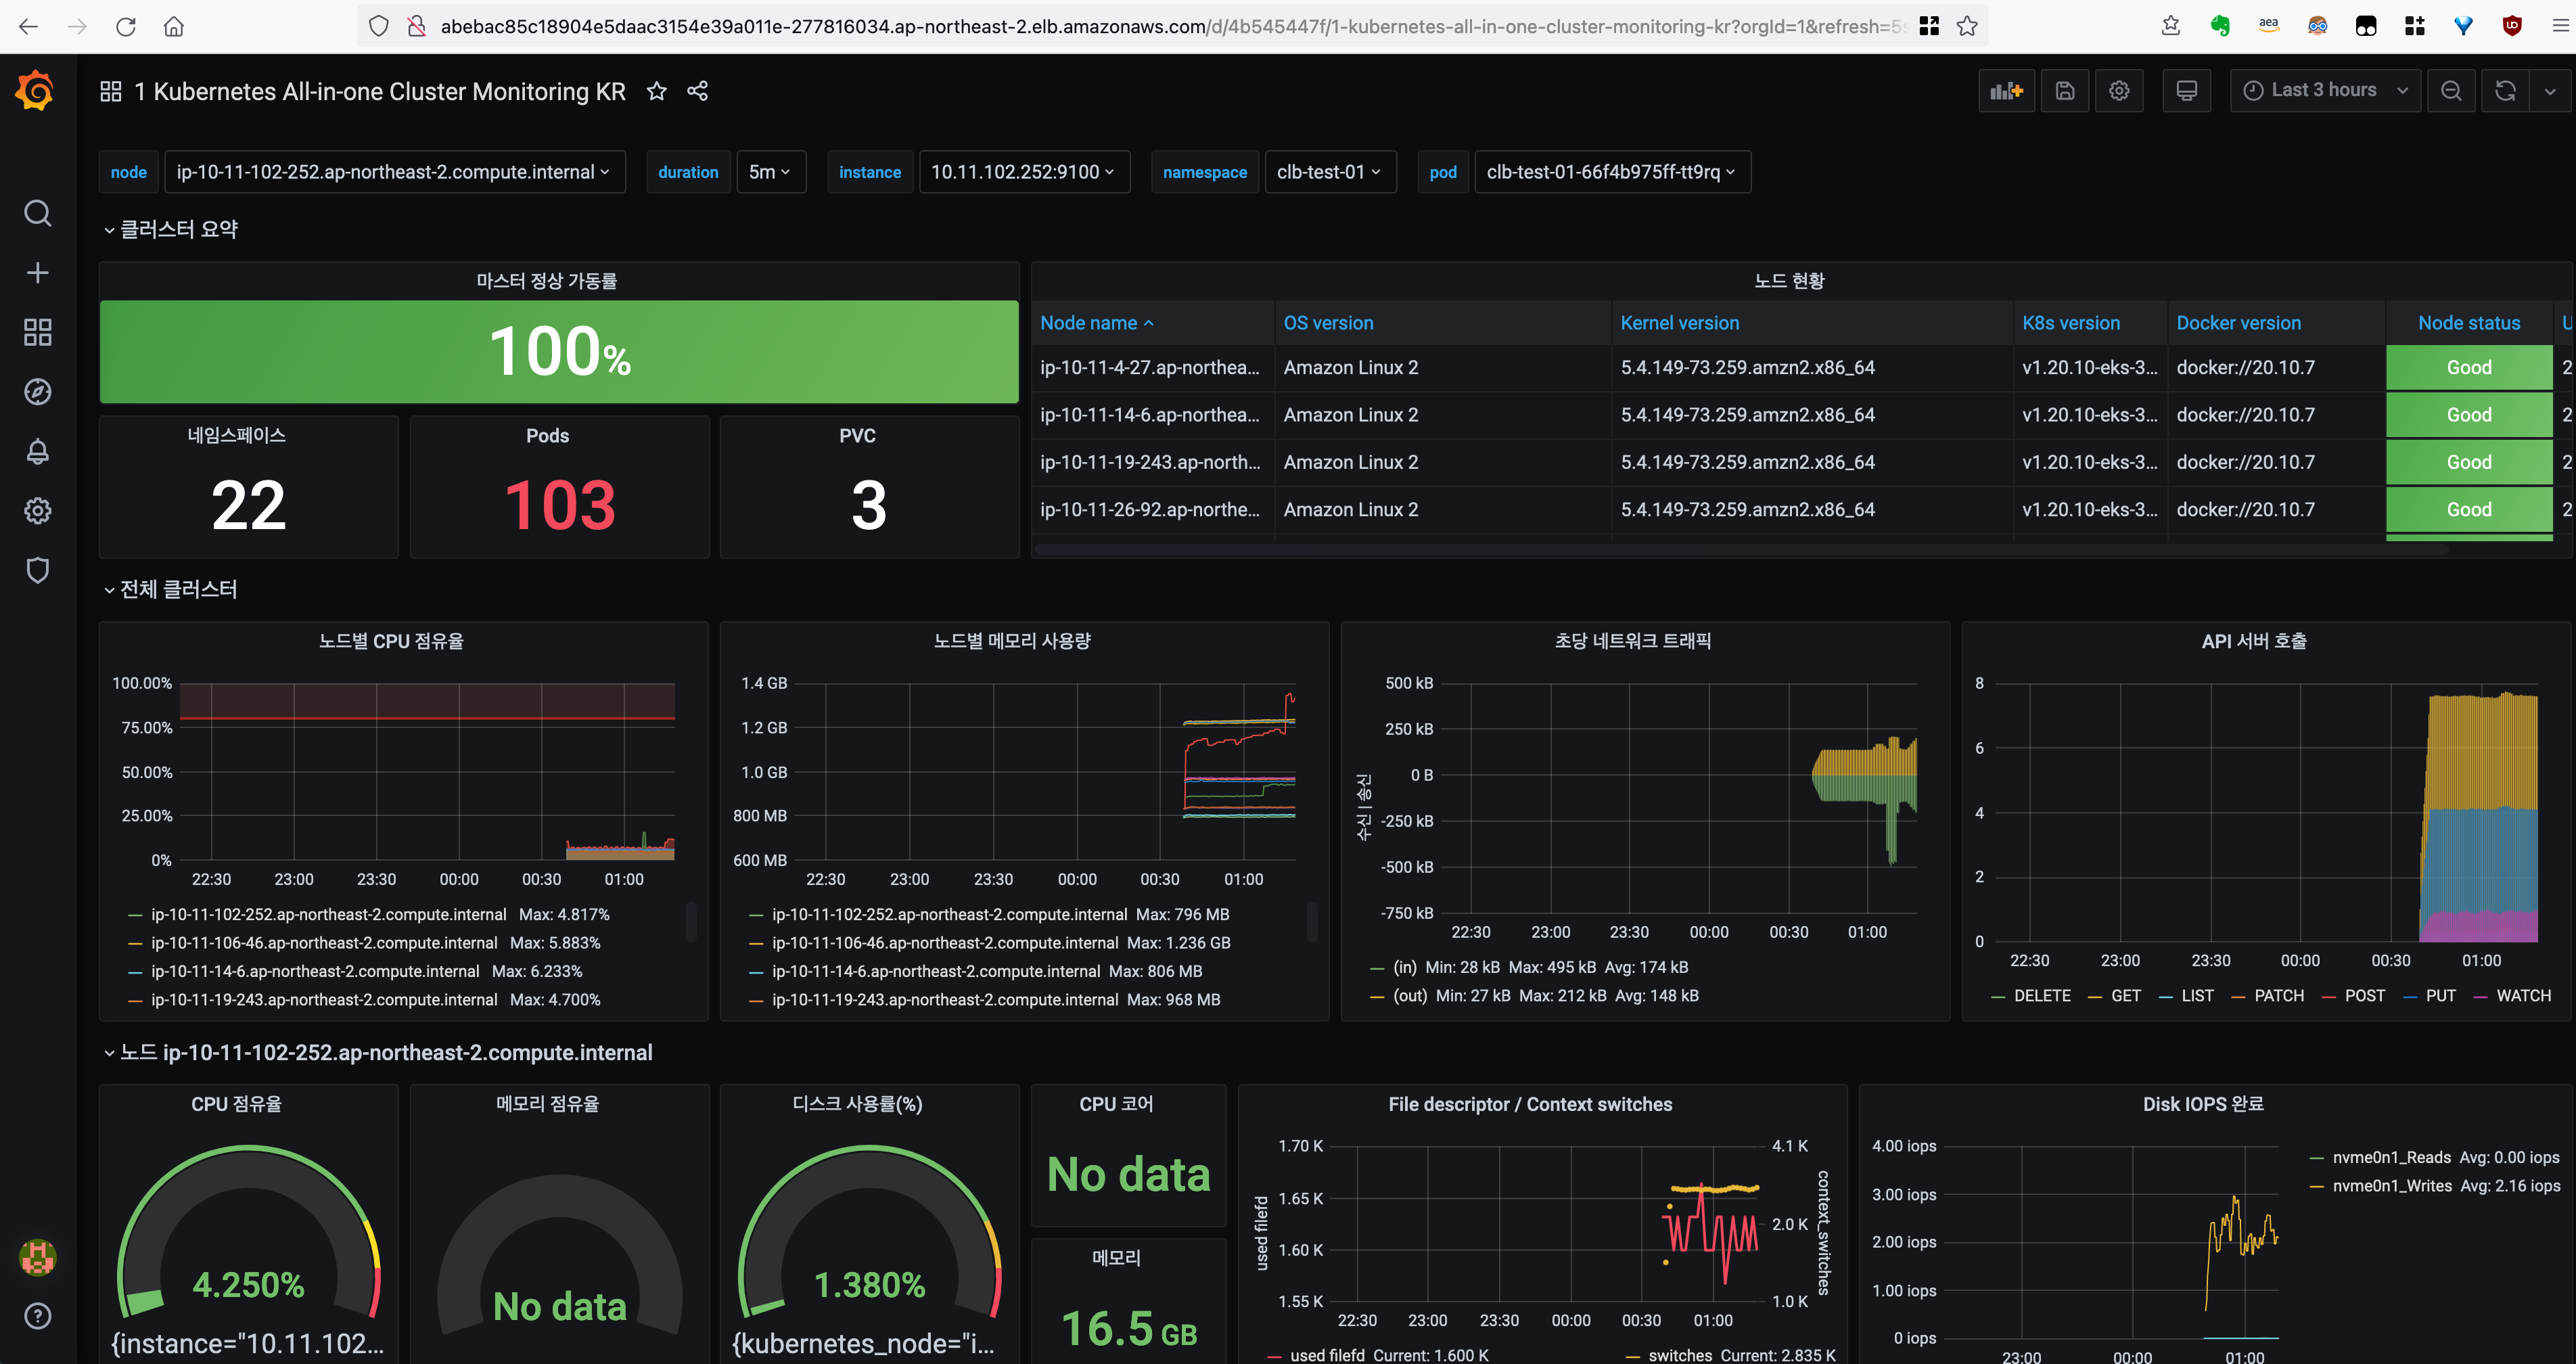 abebac85c18904e5daac3154e39a011e-277816034.ap-northeast-2.elb.amazonaws.com/d/4b545447f/1-kubernetes-all-in-one-cluster-monitoring-kr?orgId=1&refresh=5s
aea
1 Kubernetes All-in-one Cluster Monitoring KR
Last 3 hours
node ip-10-11-102-252.ap-northeast-2.compute.internal duration 5m instance 10.11.102.252:9100 namespace clb-test-01 pod clb-test-01-66f4b975ff-tt9rq
클러스터 요약
마스터 정상 가동률
100%
네임스페이스
22
Pods
103
PVC
3
노드 현황
Node name OS version Kernel version K8s version Docker version Node status U
ip-10-11-4-27.ap-northea... Amazon Linux 2 5.4.149-73.259.amzn2.x86_64 v1.20.10-eks-3... docker://20.10.7 Good 2
ip-10-11-14-6.ap-northea... Amazon Linux 2 5.4.149-73.259.amzn2.x86_64 v1.20.10-eks-3... docker://20.10.7 Good 2
ip-10-11-19-243.ap-north... Amazon Linux 2 5.4.149-73.259.amzn2.x86_64 v1.20.10-eks-3... docker://20.10.7 Good 2
ip-10-11-26-92.ap-northe... Amazon Linux 2 5.4.149-73.259.amzn2.x86_64 v1.20.10-eks-3... docker://20.10.7 Good 2
전체 클러스터
노드별 CPU 점유율
100.00%
75.00%
50.00%
25.00%
0%
22:30 23:00 23:30 00:00 00:30 01:00
ip-10-11-102-252.ap-northeast-2.compute.internal Max: 4.817%
ip-10-11-106-46.ap-northeast-2.compute.internal Max: 5.883%
ip-10-11-14-6.ap-northeast-2.compute.internal Max: 6.233%
ip-10-11-19-243.ap-northeast-2.compute.internal Max: 4.700%
노드별 메모리 사용량
1.4 GB
1.2 GB
1.0 GB
800 MB
600 MB
22:30 23:00 23:30 00:00 00:30 01:00
ip-10-11-102-252.ap-northeast-2.compute.internal Max: 796 MB
ip-10-11-106-46.ap-northeast-2.compute.internal Max: 1.236 GB
ip-10-11-14-6.ap-northeast-2.compute.internal Max: 806 MB
ip-10-11-19-243.ap-northeast-2.compute.internal Max: 968 MB
초당 네트워크 트래픽
수신 | 송신
500 kB
250 kB
0 B
-250 kB
-500 kB
-750 kB
22:30 23:00 23:30 00:00 00:30 01:00
(in) Min: 28 kB Max: 495 kB Avg: 174 kB
(out) Min: 27 kB Max: 212 kB Avg: 148 kB
API 서버 호출
8
6
4
2
0
22:30 23:00 23:30 00:00 00:30 01:00
DELETE GET LIST PATCH POST PUT WATCH
노드 ip-10-11-102-252.ap-northeast-2.compute.internal
CPU 점유율
4.250%
{instance="10.11.102...
메모리 점유율
No data
디스크 사용률(%)
1.380%
{kubernetes_node="i...
CPU 코어
No data
메모리
16.5 GB
File descriptor / Context switches
used filefd
1.70 K
1.65 K
1.60 K
1.55 K
4.1 K
2.0 K
1.0 K
context_switches
22:30 23:00 23:30 00:00 00:30 01:00
used filefd Current: 1.600 K switches Current: 2.835 K
Disk IOPS 완료
4.00 iops
3.00 iops
2.00 iops
1.00 iops
0 iops
23:00 00:00 01:00
nvme0n1_Reads Avg: 0.00 iops
nvme0n1_Writes Avg: 2.16 iops